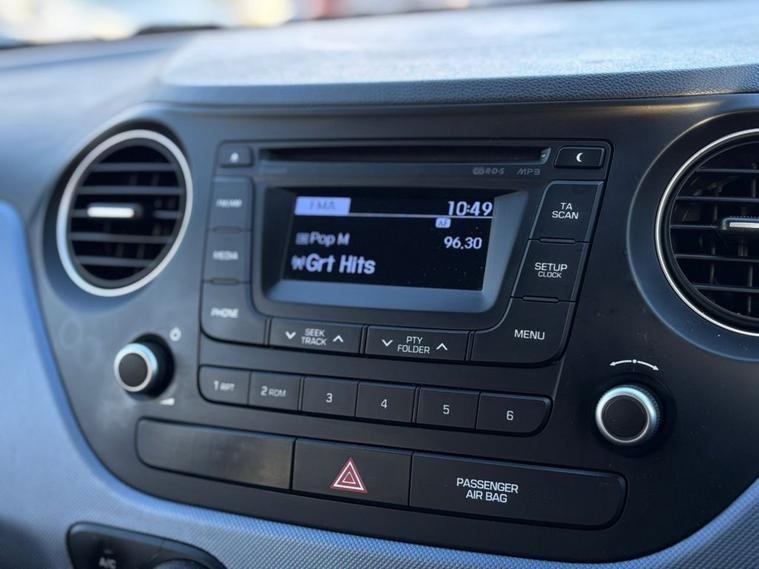 RDS MP3
FMA 10:49
AF
Pop M 96.30
Grt Hits
FM/AM
MEDIA
PHONE
TA
SCAN
SETUP
CLOCK
MENU
SEEK
TRACK
PTY
FOLDER
1 RPT 2 RDM 3 4 5 6
PASSENGER
AIR BAG
A/C